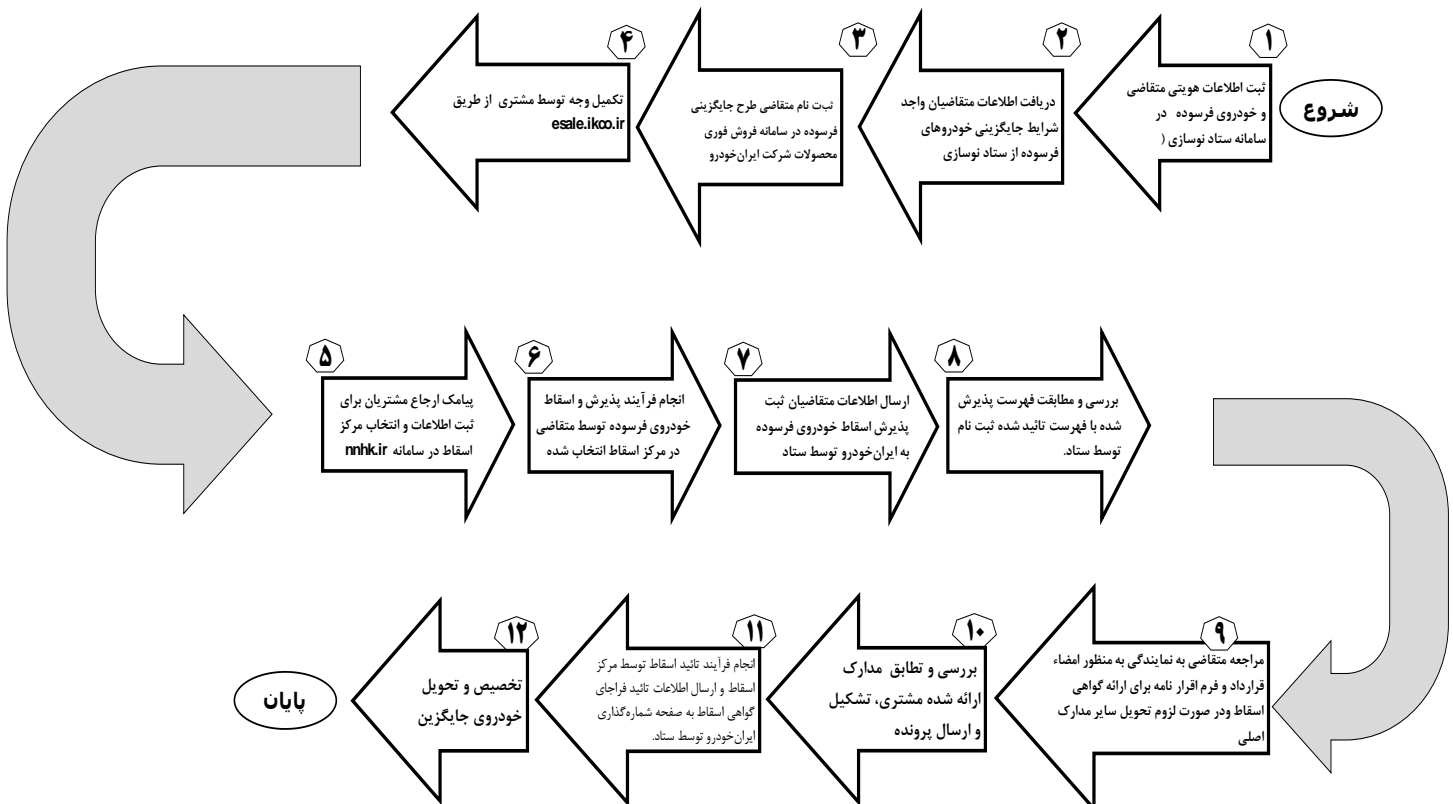 شروع
۱
ثبت اطلاعات هویتی متقاضی
و خودروی فرسوده در
سامانه ستاد نوسازی (
۲
دریافت اطلاعات متقاضیان واجد
شرایط جایگزینی خودروهای
فرسوده از ستاد نوسازی
۳
ثبت نام متقاضی طرح جایگزینی
فرسوده در سامانه فروش فوری
محصولات شرکت ایران‌خودرو
۴
تکمیل وجه توسط مشتری از طریق
esale.ikco.ir
۵
پیامک ارجاع مشتریان برای
ثبت اطلاعات و انتخاب مرکز
اسقاط در سامانه nnhk.ir
۶
انجام فرآیند پذیرش و اسقاط
خودروی فرسوده توسط متقاضی
در مرکز اسقاط انتخاب شده
۷
ارسال اطلاعات متقاضیان ثبت
پذیرش اسقاط خودروی فرسوده
به ایران‌خودرو توسط ستاد
۸
بررسی و مطابقت فهرست پذیرش
شده با فهرست تائید شده ثبت نام
توسط ستاد.
۹
مراجعه متقاضی به نمایندگی به منظور امضاء
قرارداد و فرم اقرار نامه برای ارائه گواهی
اسقاط ودر صورت لزوم تحویل سایر مدارک
اصلی
۱۰
بررسی و تطابق مدارک
ارائه شده مشتری، تشکیل
و ارسال پرونده
۱۱
انجام فرآیند تائید اسقاط توسط مرکز
اسقاط و ارسال اطلاعات تائید فراجای
گواهی اسقاط به صفحه شماره‌گذاری
ایران‌خودرو توسط ستاد.
۱۲
تخصیص و تحویل
خودروی جایگزین
پایان